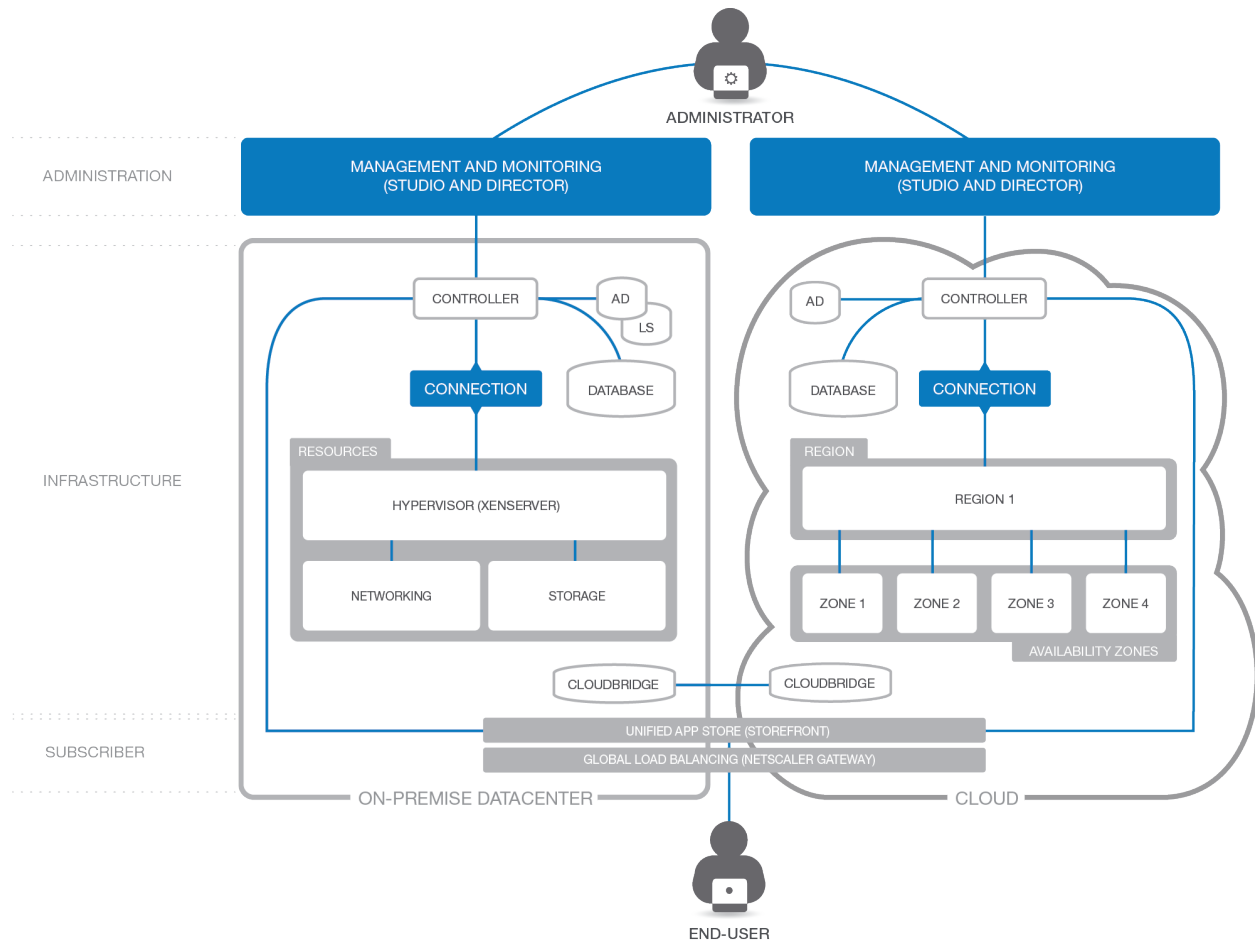 ADMINISTRATOR
ADMINISTRATION
MANAGEMENT AND MONITORING
(STUDIO AND DIRECTOR)
MANAGEMENT AND MONITORING
(STUDIO AND DIRECTOR)
INFRASTRUCTURE
CONTROLLER
AD
LS
DATABASE
CONNECTION
RESOURCES
HYPERVISOR (XENSERVER)
NETWORKING
STORAGE
CLOUDBRIDGE
AD
CONTROLLER
DATABASE
CONNECTION
REGION
REGION 1
ZONE 1
ZONE 2
ZONE 3
ZONE 4
AVAILABILITY ZONES
CLOUDBRIDGE
SUBSCRIBER
UNIFIED APP STORE (STOREFRONT)
GLOBAL LOAD BALANCING (NETSCALER GATEWAY)
ON-PREMISE DATACENTER
CLOUD
END-USER